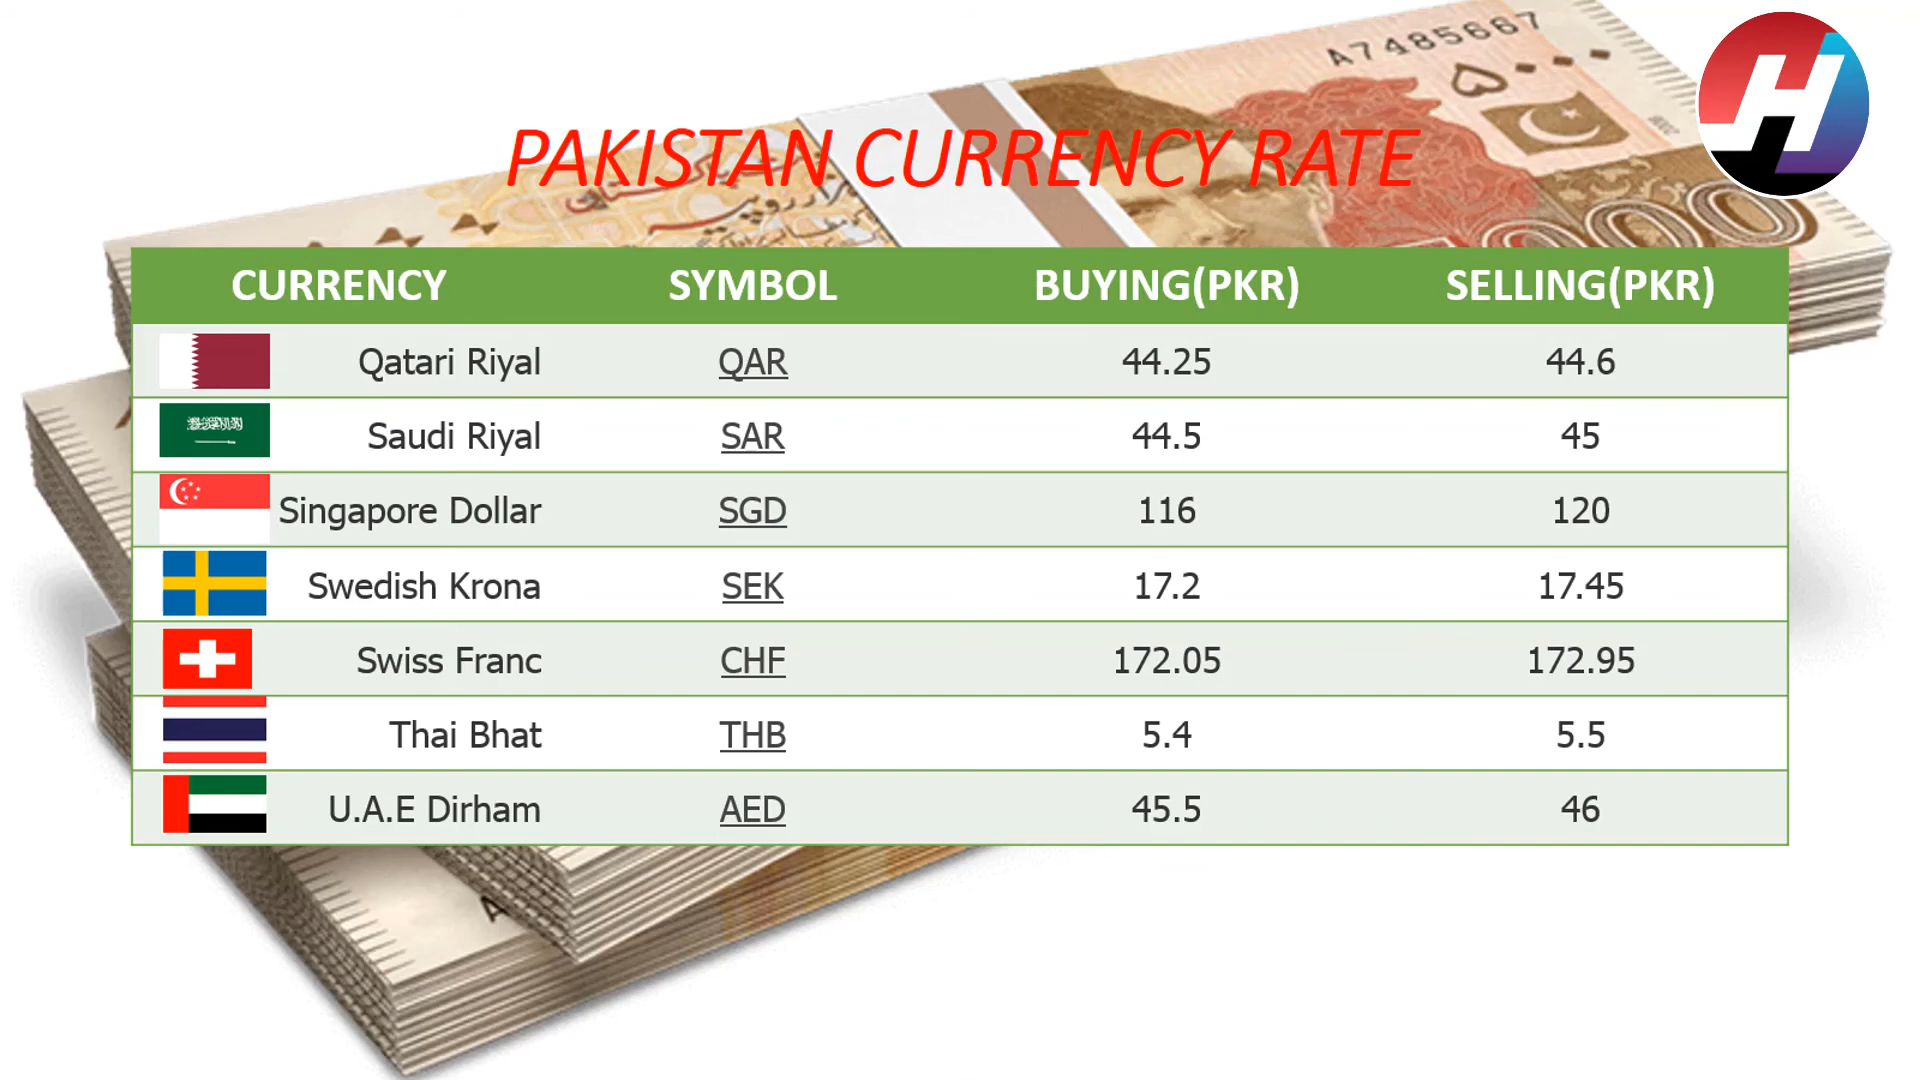 A7485667
۵۰۰۰
PAKISTAN CURRENCY RATE
H
CURRENCY SYMBOL BUYING(PKR) SELLING(PKR)
Qatari Riyal QAR 44.25 44.6
Saudi Riyal SAR 44.5 45
Singapore Dollar SGD 116 120
Swedish Krona SEK 17.2 17.45
Swiss Franc CHF 172.05 172.95
Thai Bhat THB 5.4 5.5
U.A.E Dirham AED 45.5 46